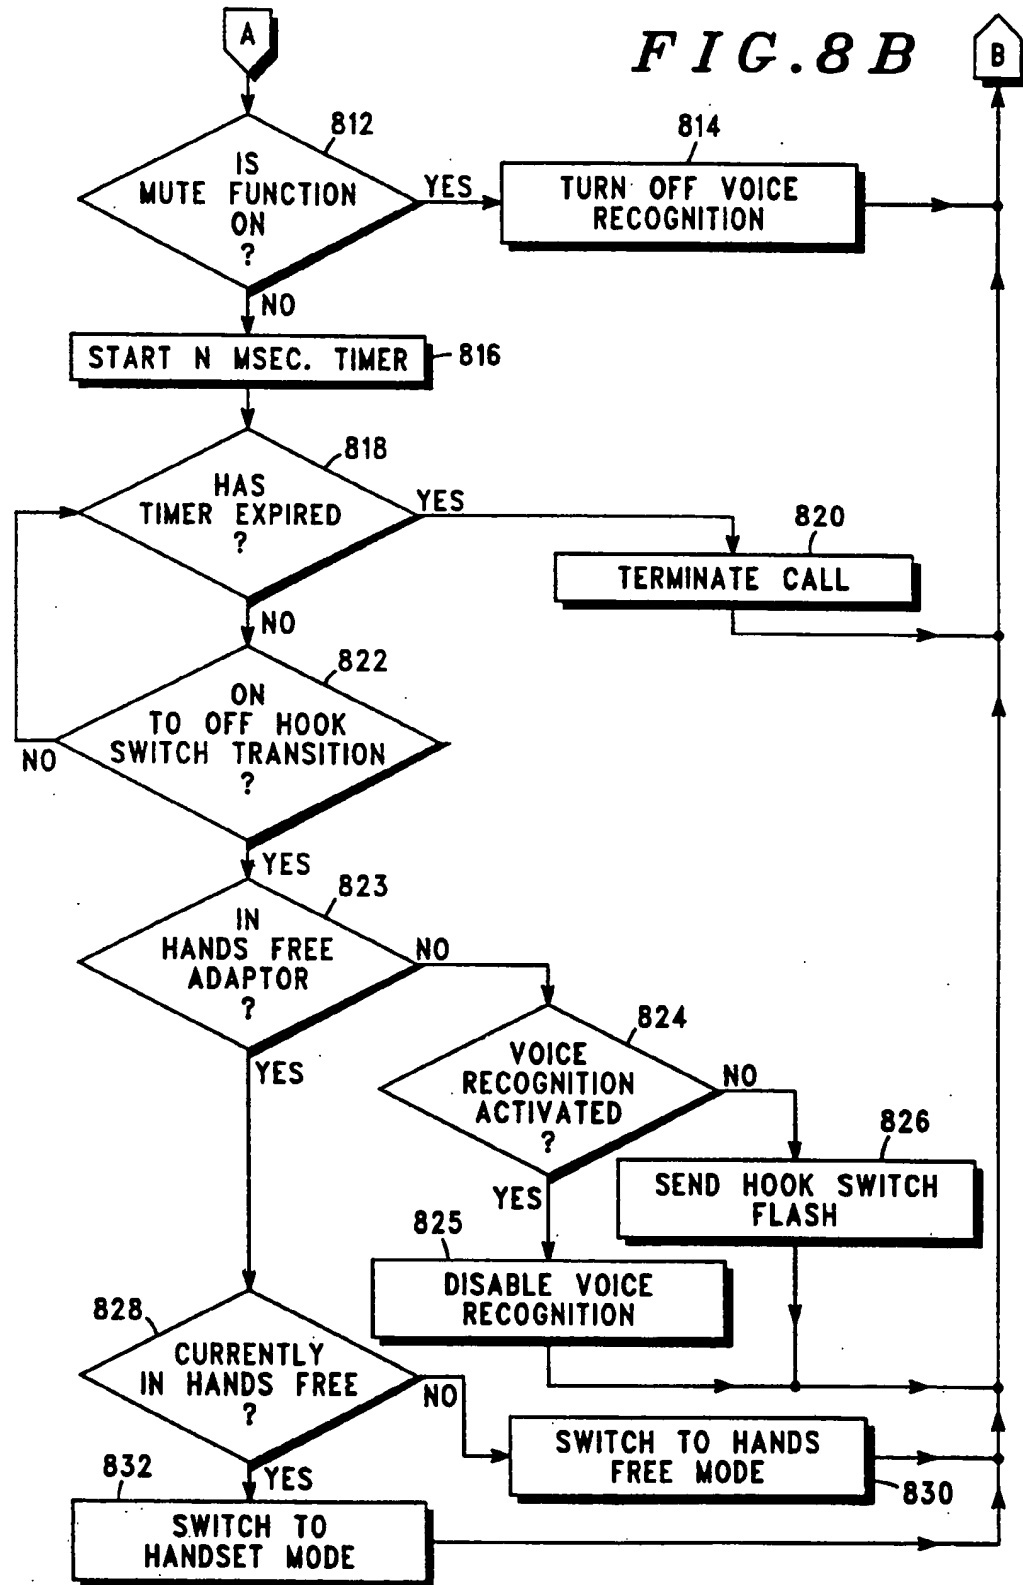 A
FIG.8B
B
812
IS
MUTE FUNCTION
ON
?
YES
814
TURN OFF VOICE
RECOGNITION
NO
START N MSEC. TIMER
816
818
HAS
TIMER EXPIRED
?
YES
820
TERMINATE CALL
NO
822
ON
TO OFF HOOK
SWITCH TRANSITION
?
NO
YES
823
IN
HANDS FREE
ADAPTOR
?
NO
YES
824
VOICE
RECOGNITION
ACTIVATED
?
NO
826
SEND HOOK SWITCH
FLASH
YES
825
DISABLE VOICE
RECOGNITION
828
CURRENTLY
IN HANDS FREE
?
NO
SWITCH TO HANDS
FREE MODE
830
YES
832
SWITCH TO
HANDSET MODE